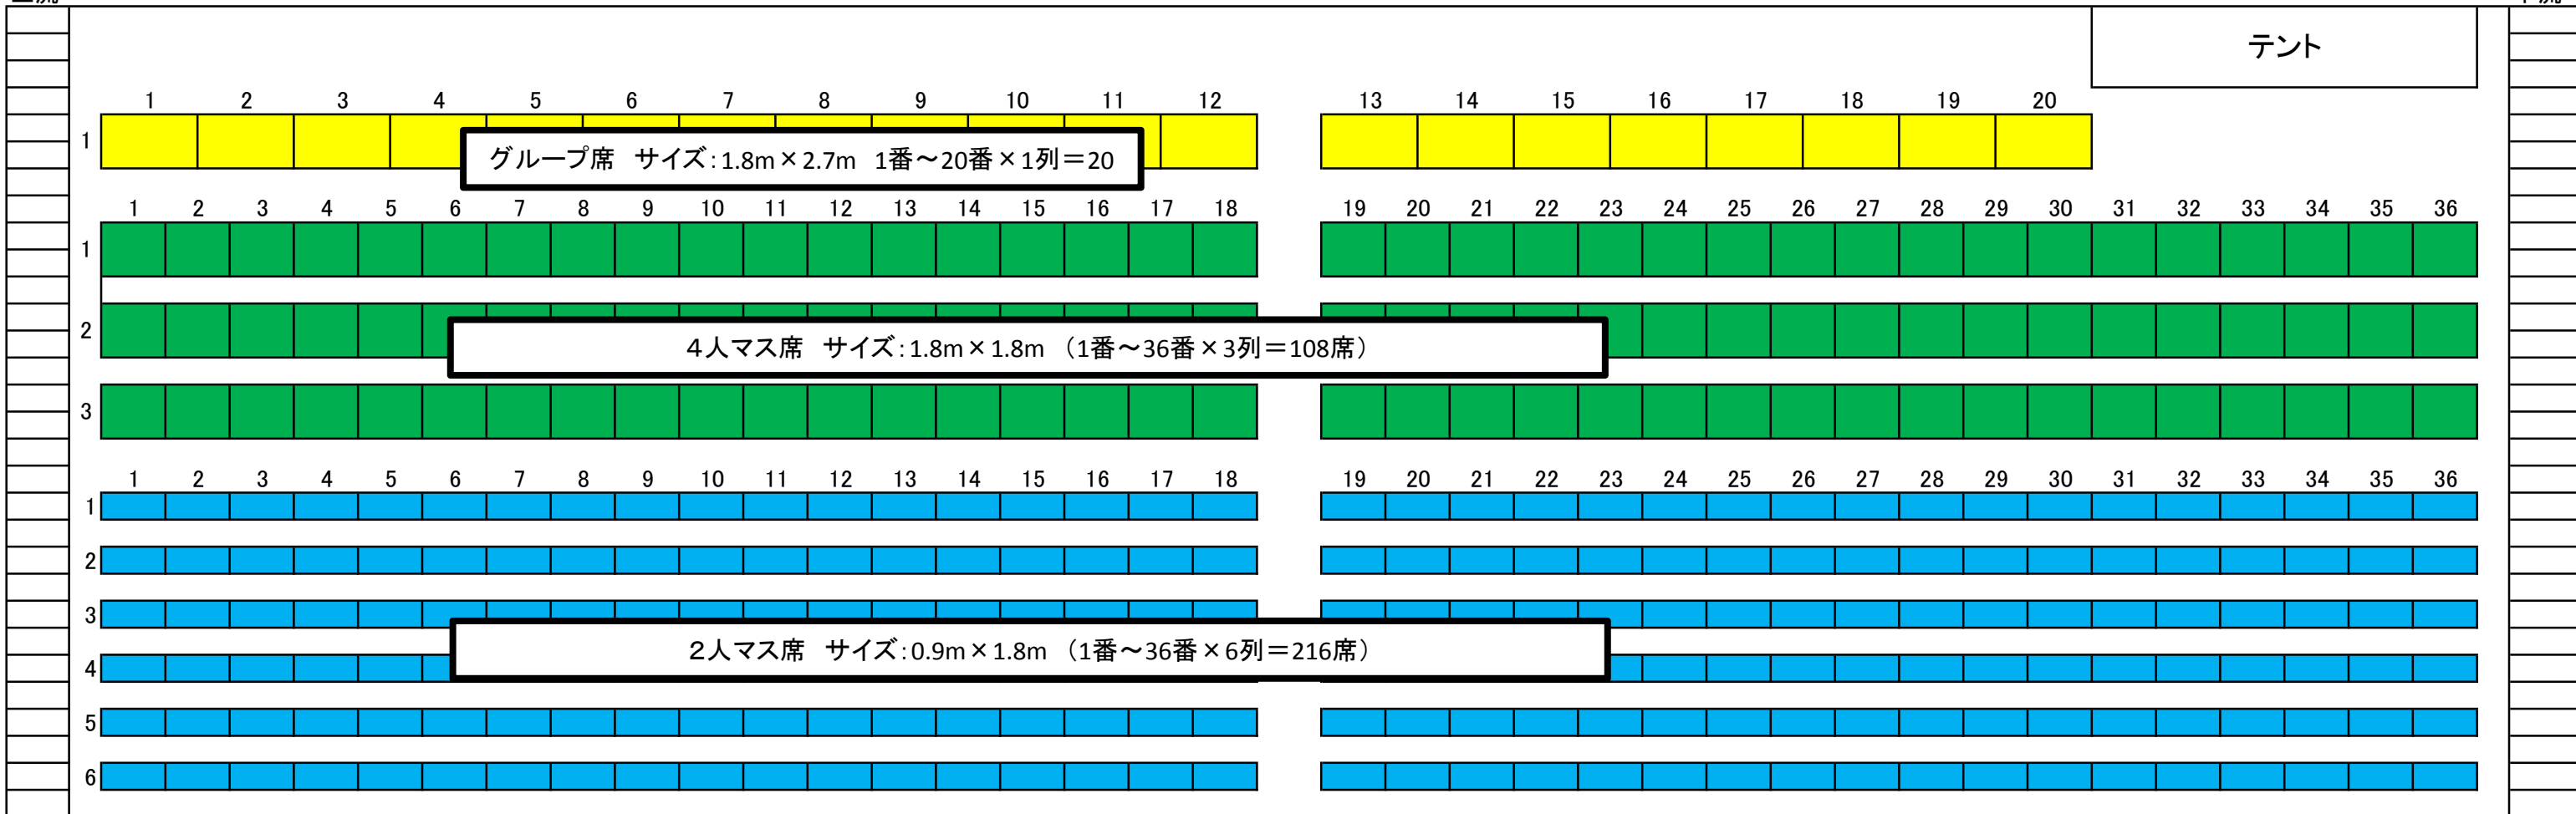 テント
1 2 3 4 5 6 7 8 9 10 11 12 13 14 15 16 17 18 19 20
1
グループ席 サイズ:1.8m×2.7m 1番～20番×1列＝20
1 2 3 4 5 6 7 8 9 10 11 12 13 14 15 16 17 18 19 20 21 22 23 24 25 26 27 28 29 30 31 32 33 34 35 36
1
2
４人マス席 サイズ:1.8m×1.8m （1番～36番×3列＝108席）
3
1 2 3 4 5 6 7 8 9 10 11 12 13 14 15 16 17 18 19 20 21 22 23 24 25 26 27 28 29 30 31 32 33 34 35 36
1
2
3
２人マス席 サイズ:0.9m×1.8m （1番～36番×6列＝216席）
4
5
6